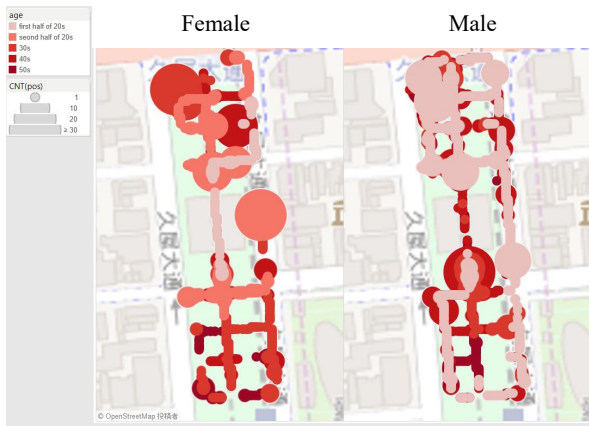 Female
Male
age
first half of 20s
seond half of 20s
30s
40s
50s
CNT(pos)
1
10
20
≥ 30
久屋大通
久屋大通
© OpenStreetMap 投稿者